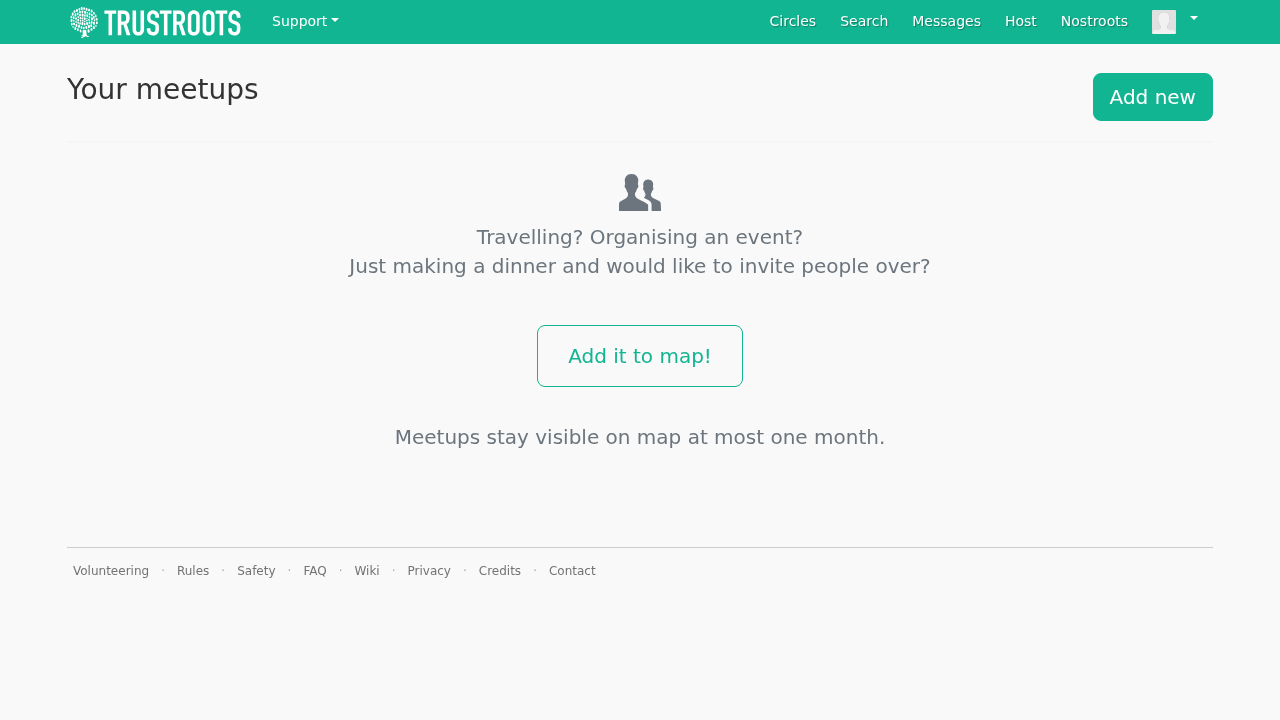 TRUSTROOTS
Support
Circles
Search
Messages
Host
Nostroots
Your meetups
Add new
Travelling? Organising an event?
Just making a dinner and would like to invite people over?
Add it to map!
Meetups stay visible on map at most one month.
Volunteering · Rules · Safety · FAQ · Wiki · Privacy · Credits · Contact